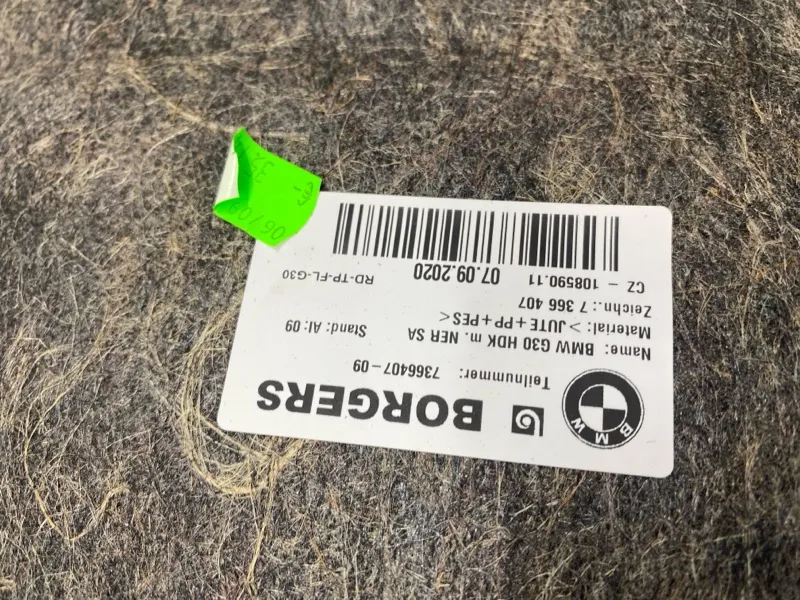 BMW
BORGERS
Teilnummer: 7366407-09
Name: BMW G30 HDK m. NER SA
Material: >JUTE+PP+PES<
Stand: AI: 09
Zeichn.: 7 366 407
CZ - 108590.11
07.09.2020
RD-TP-FL-G30